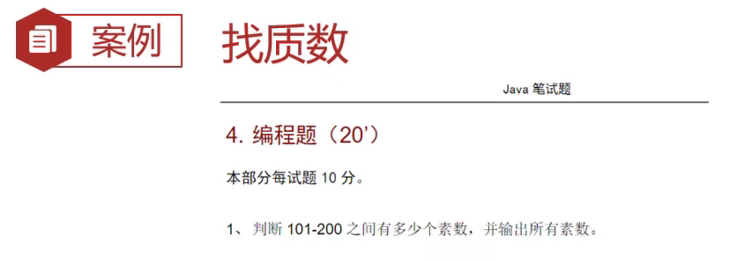 案例
找质数
Java 笔试题
4. 编程题（20’）
本部分每试题 10 分。
1、 判断 101-200 之间有多少个素数，并输出所有素数。